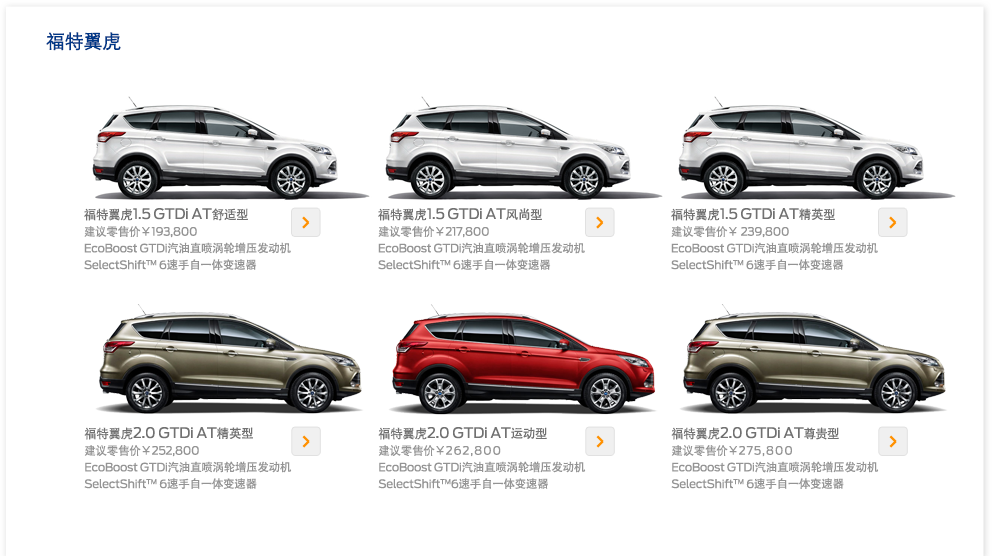 福特翼虎
福特翼虎1.5 GTDi AT舒适型
建议零售价￥193,800
EcoBoost GTDi汽油直喷涡轮增压发动机
SelectShift™ 6速手自一体变速器
福特翼虎1.5 GTDi AT风尚型
建议零售价￥217,800
EcoBoost GTDi汽油直喷涡轮增压发动机
SelectShift™ 6速手自一体变速器
福特翼虎1.5 GTDi AT精英型
建议零售价￥ 239,800
EcoBoost GTDi汽油直喷涡轮增压发动机
SelectShift™ 6速手自一体变速器
福特翼虎2.0 GTDi AT精英型
建议零售价￥252,800
EcoBoost GTDi汽油直喷涡轮增压发动机
SelectShift™ 6速手自一体变速器
福特翼虎2.0 GTDi AT运动型
建议零售价￥262,800
EcoBoost GTDi汽油直喷涡轮增压发动机
SelectShift™6速手自一体变速器
福特翼虎2.0 GTDi AT尊贵型
建议零售价￥275,800
EcoBoost GTDi汽油直喷涡轮增压发动机
SelectShift™ 6速手自一体变速器